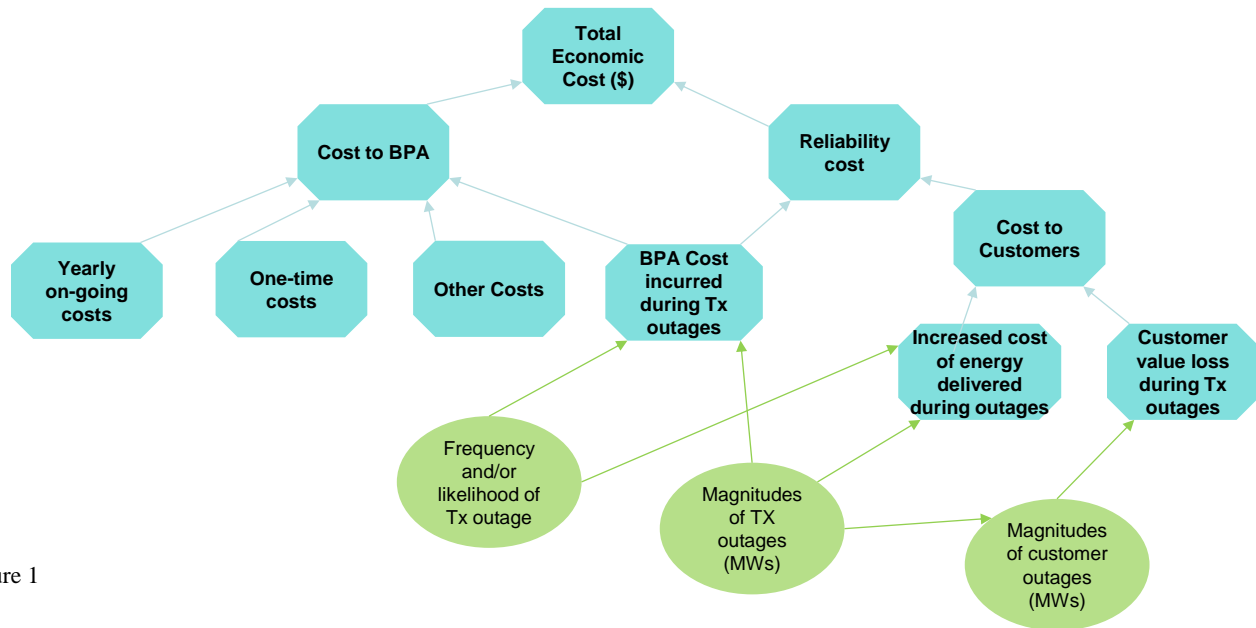 Total
Economic
Cost ($)
Cost to BPA
Reliability
cost
Yearly
on-going
costs
One-time
costs
Other Costs
BPA Cost
incurred
during Tx
outages
Cost to
Customers
Increased cost
of energy
delivered
during outages
Customer
value loss
during Tx
outages
Frequency
and/or
likelihood of
Tx outage
Magnitudes
of TX
outages
(MWs)
Magnitudes
of customer
outages
(MWs)
ure 1